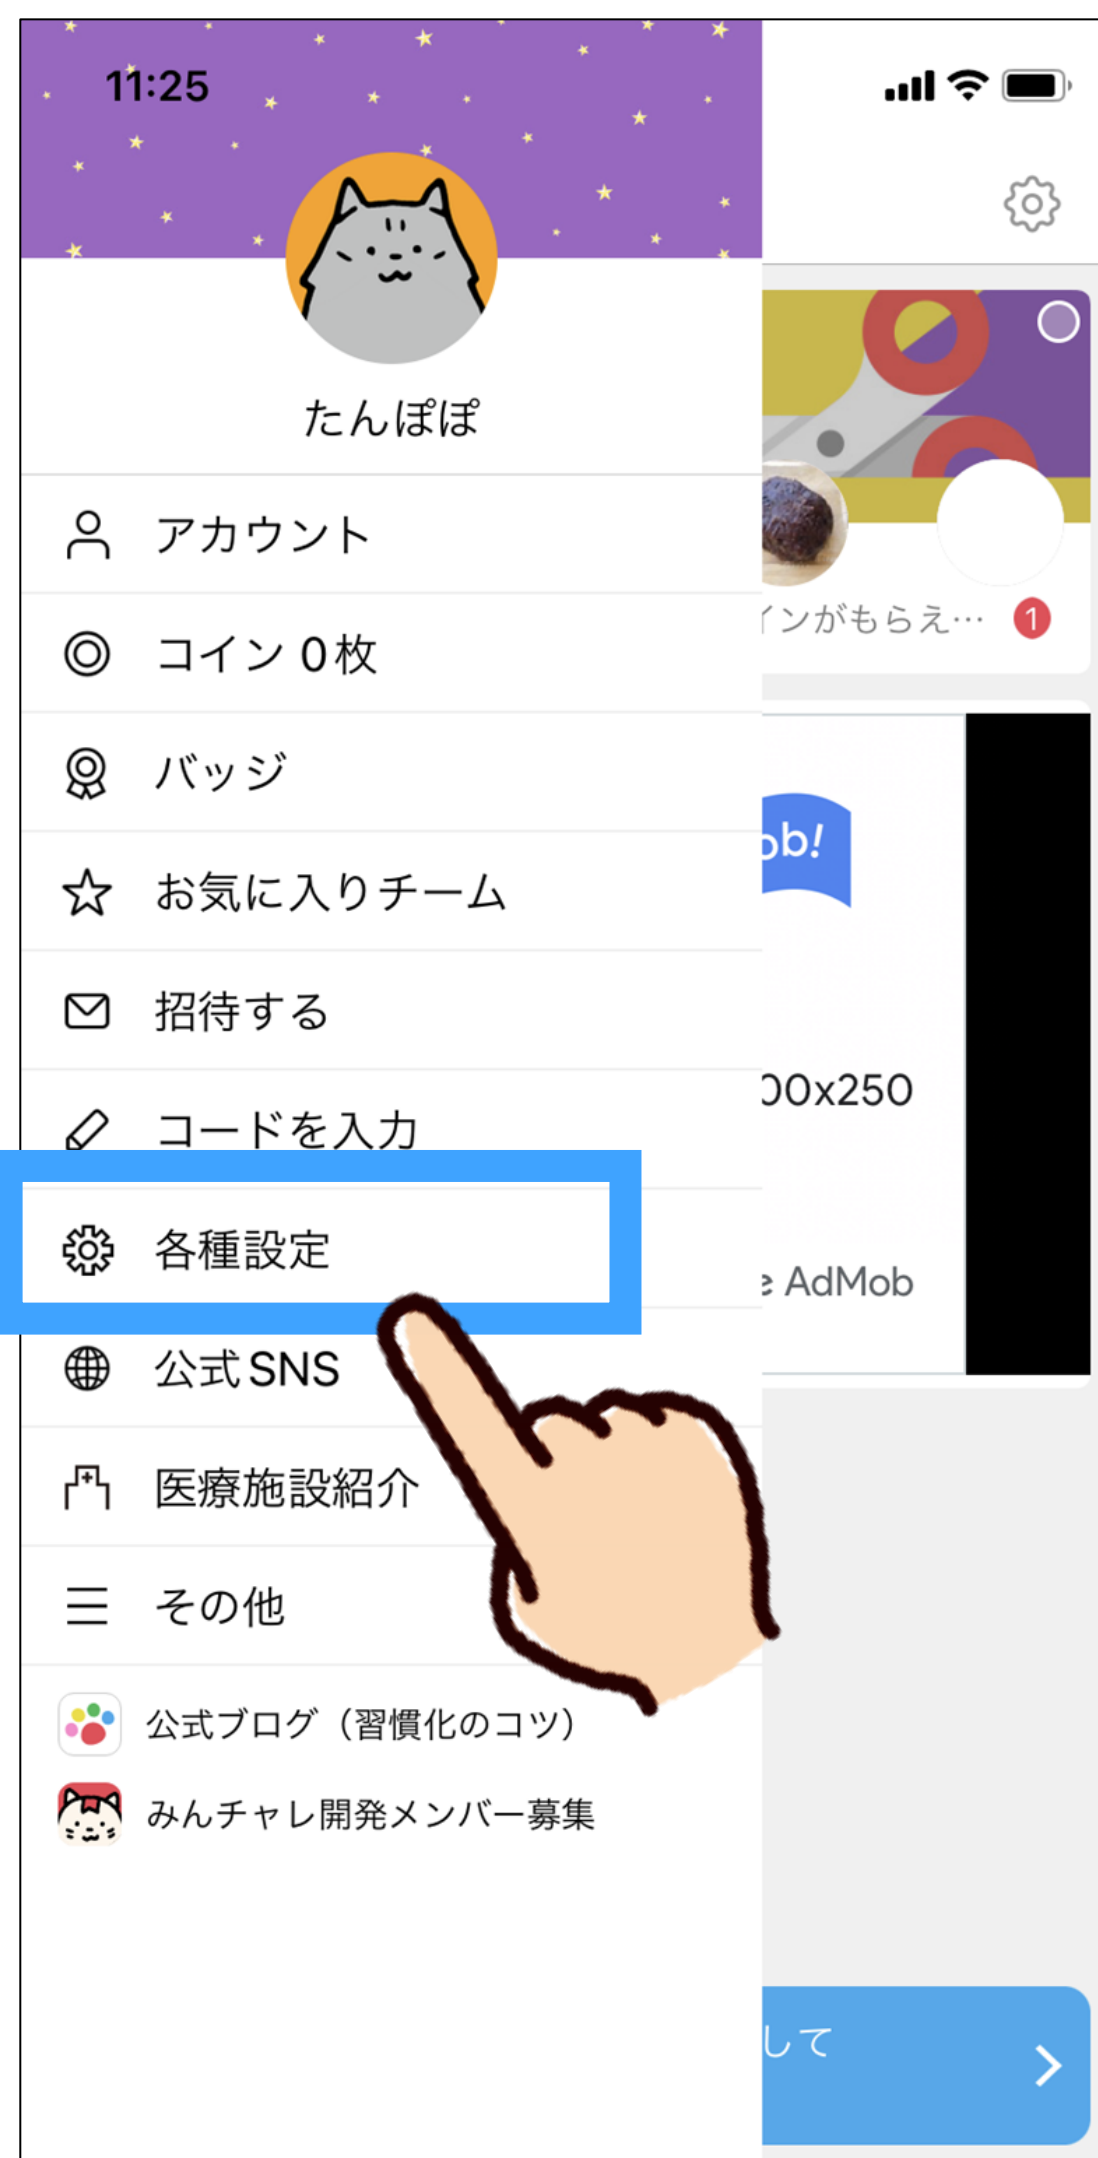 11:25
たんぽぽ
アカウント
コイン 0枚
バッジ
お気に入りチーム
招待する
コードを入力
各種設定
公式SNS
医療施設紹介
その他
公式ブログ（習慣化のコツ）
みんチャレ開発メンバー募集
インがもらえ…
1
ob!
00x250
e AdMob
して